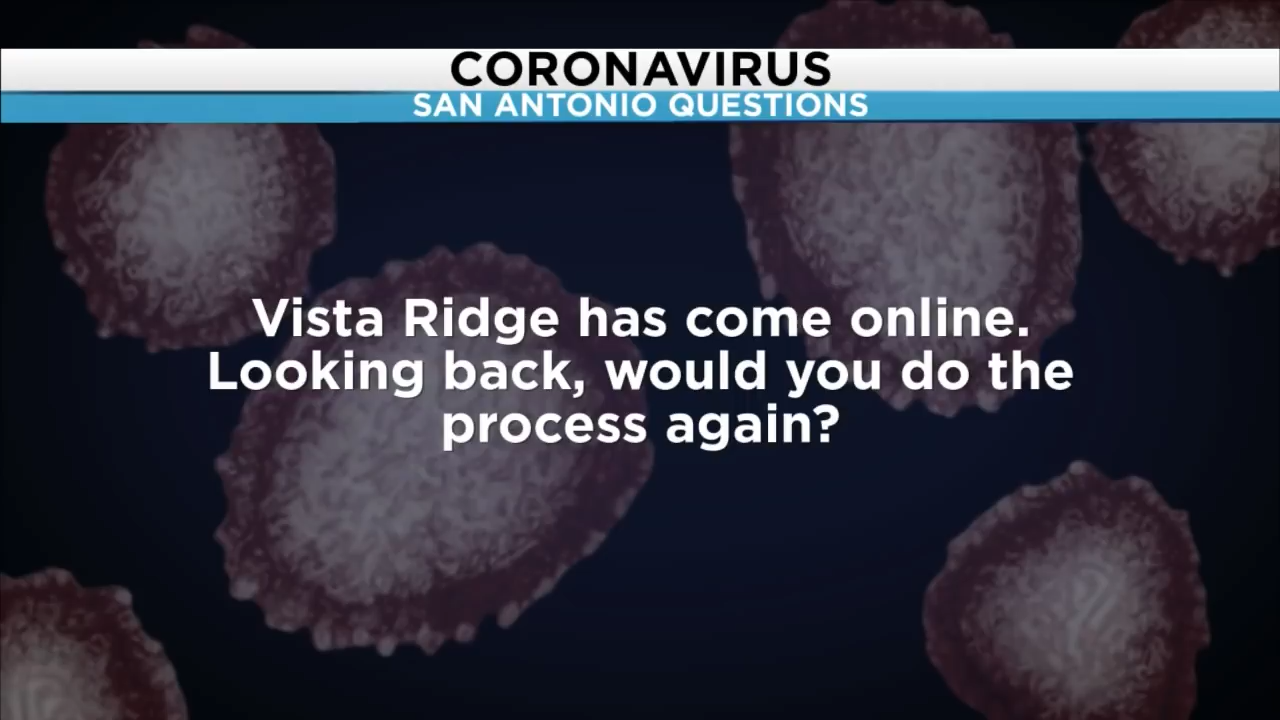 CORONAVIRUS
SAN ANTONIO QUESTIONS
Vista Ridge has come online.
Looking back, would you do the
process again?